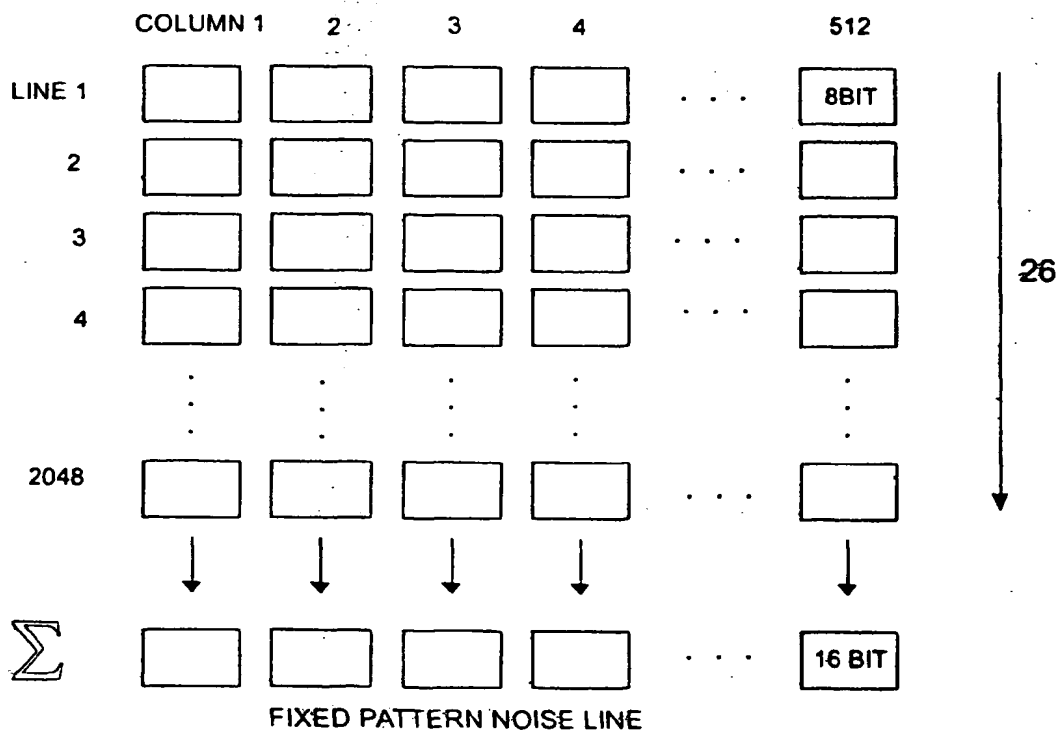 COLUMN 1 2 3 4 512
LINE 1 . . . 8BIT
2 . . .
3 . . .
26
4 . . .
2048 . . .
Σ . . . 16 BIT
FIXED PATTERN NOISE LINE